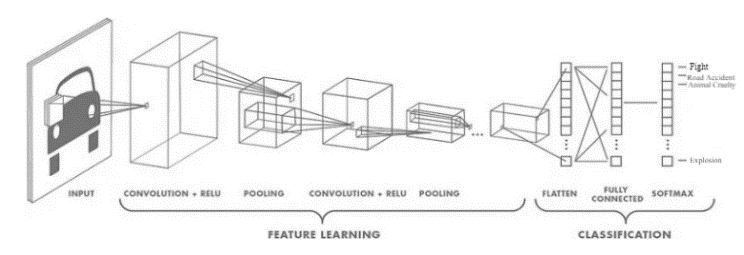 Fight
Road Accident
Animal Cruelty
...
Explosion
INPUT
CONVOLUTION + RELU
POOLING
CONVOLUTION + RELU
POOLING
FLATTEN
FULLY
CONNECTED
SOFTMAX
FEATURE LEARNING
CLASSIFICATION